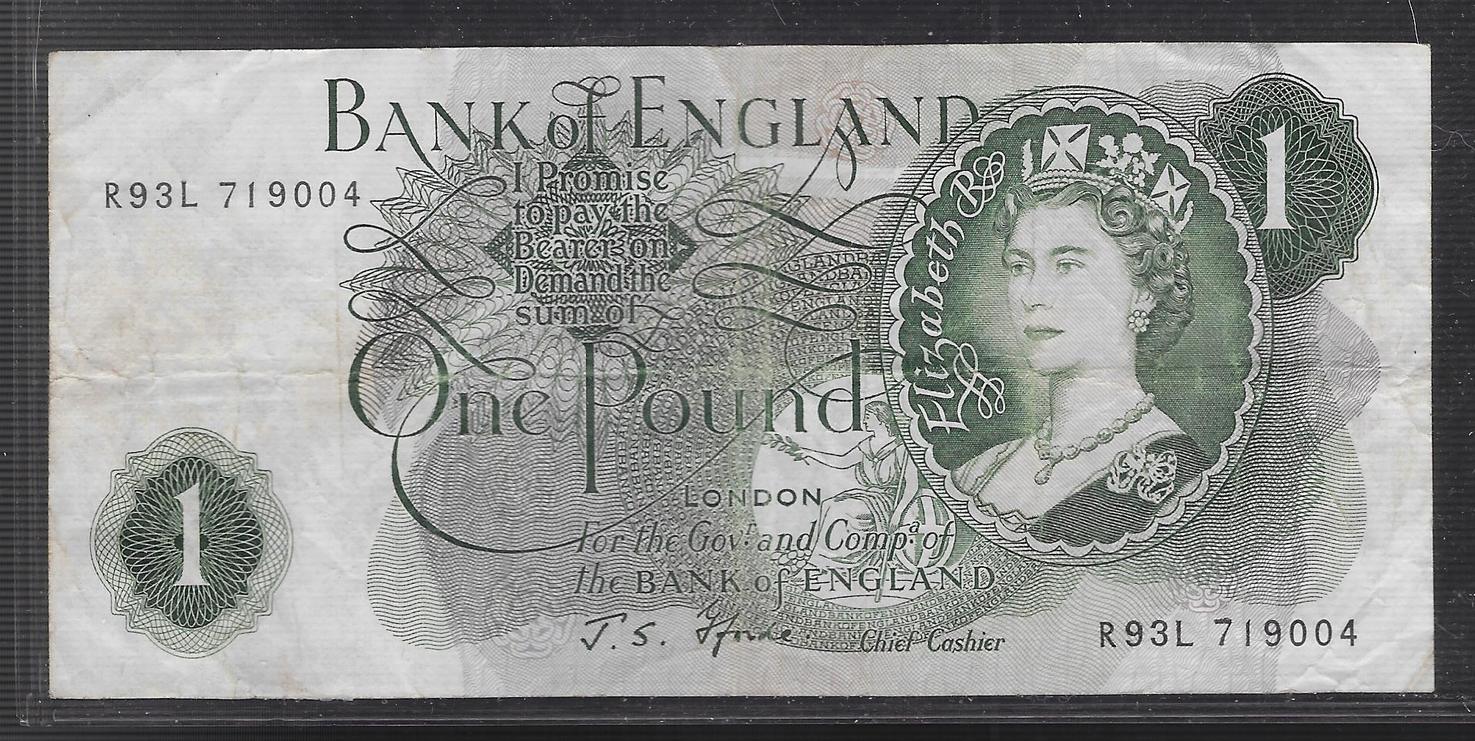 BANK of ENGLAND
R93L 719004
I Promise
to pay the
Bearer on
Demand the
sum of
One Pound
1
Elizabeth R
1
LONDON
For the Govr. and Compa. of
the BANK of ENGLAND
J. S. Fforde
Chief Cashier
R93L 719004